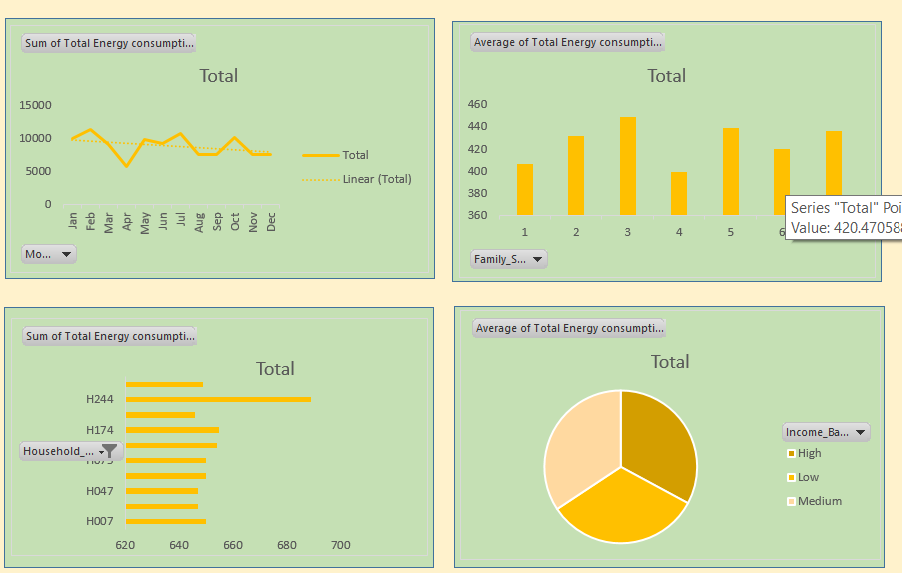 Sum of Total Energy consumpti...
Total
15000
10000
5000
0
Jan
Feb
Mar
Apr
May
Jun
Jul
Aug
Sep
Oct
Nov
Dec
Total
Linear (Total)
Mo...
Average of Total Energy consumpti...
Total
460
440
420
400
380
360
1
2
3
4
5
6
Series "Total" Poi
Value: 420.47058
Family_S...
Sum of Total Energy consumpti...
Total
H244
H174
Household_...
H047
H007
620
640
660
680
700
Average of Total Energy consumpti...
Total
Income_Ba...
High
Low
Medium